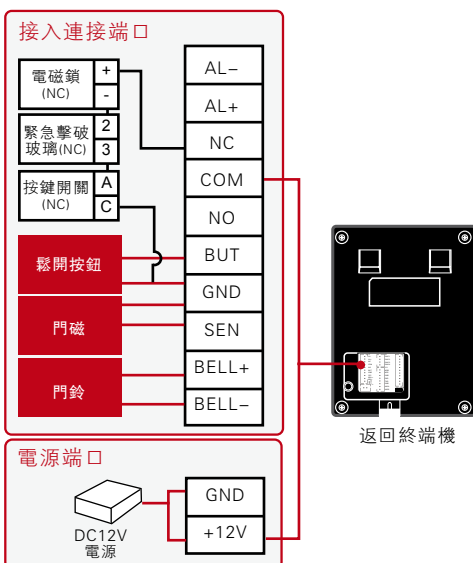 接入連接端口
電磁鎖
(NC)
+
-
緊急擊破
玻璃(NC)
2
3
按鍵開關
(NC)
A
C
鬆開按鈕
門磁
門鈴
AL−
AL+
NC
COM
NO
BUT
GND
SEN
BELL+
BELL−
返回終端機
電源端口
DC12V
電源
GND
+12V